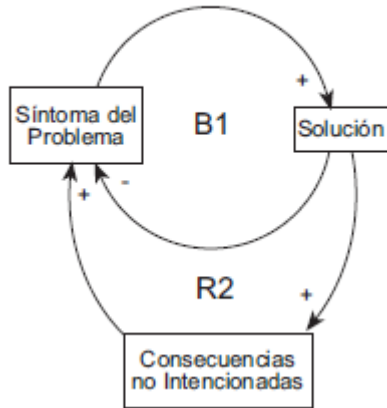 +
Síntoma del
Problema
B1
Solución
+
-
R2
+
Consecuencias
no Intencionadas